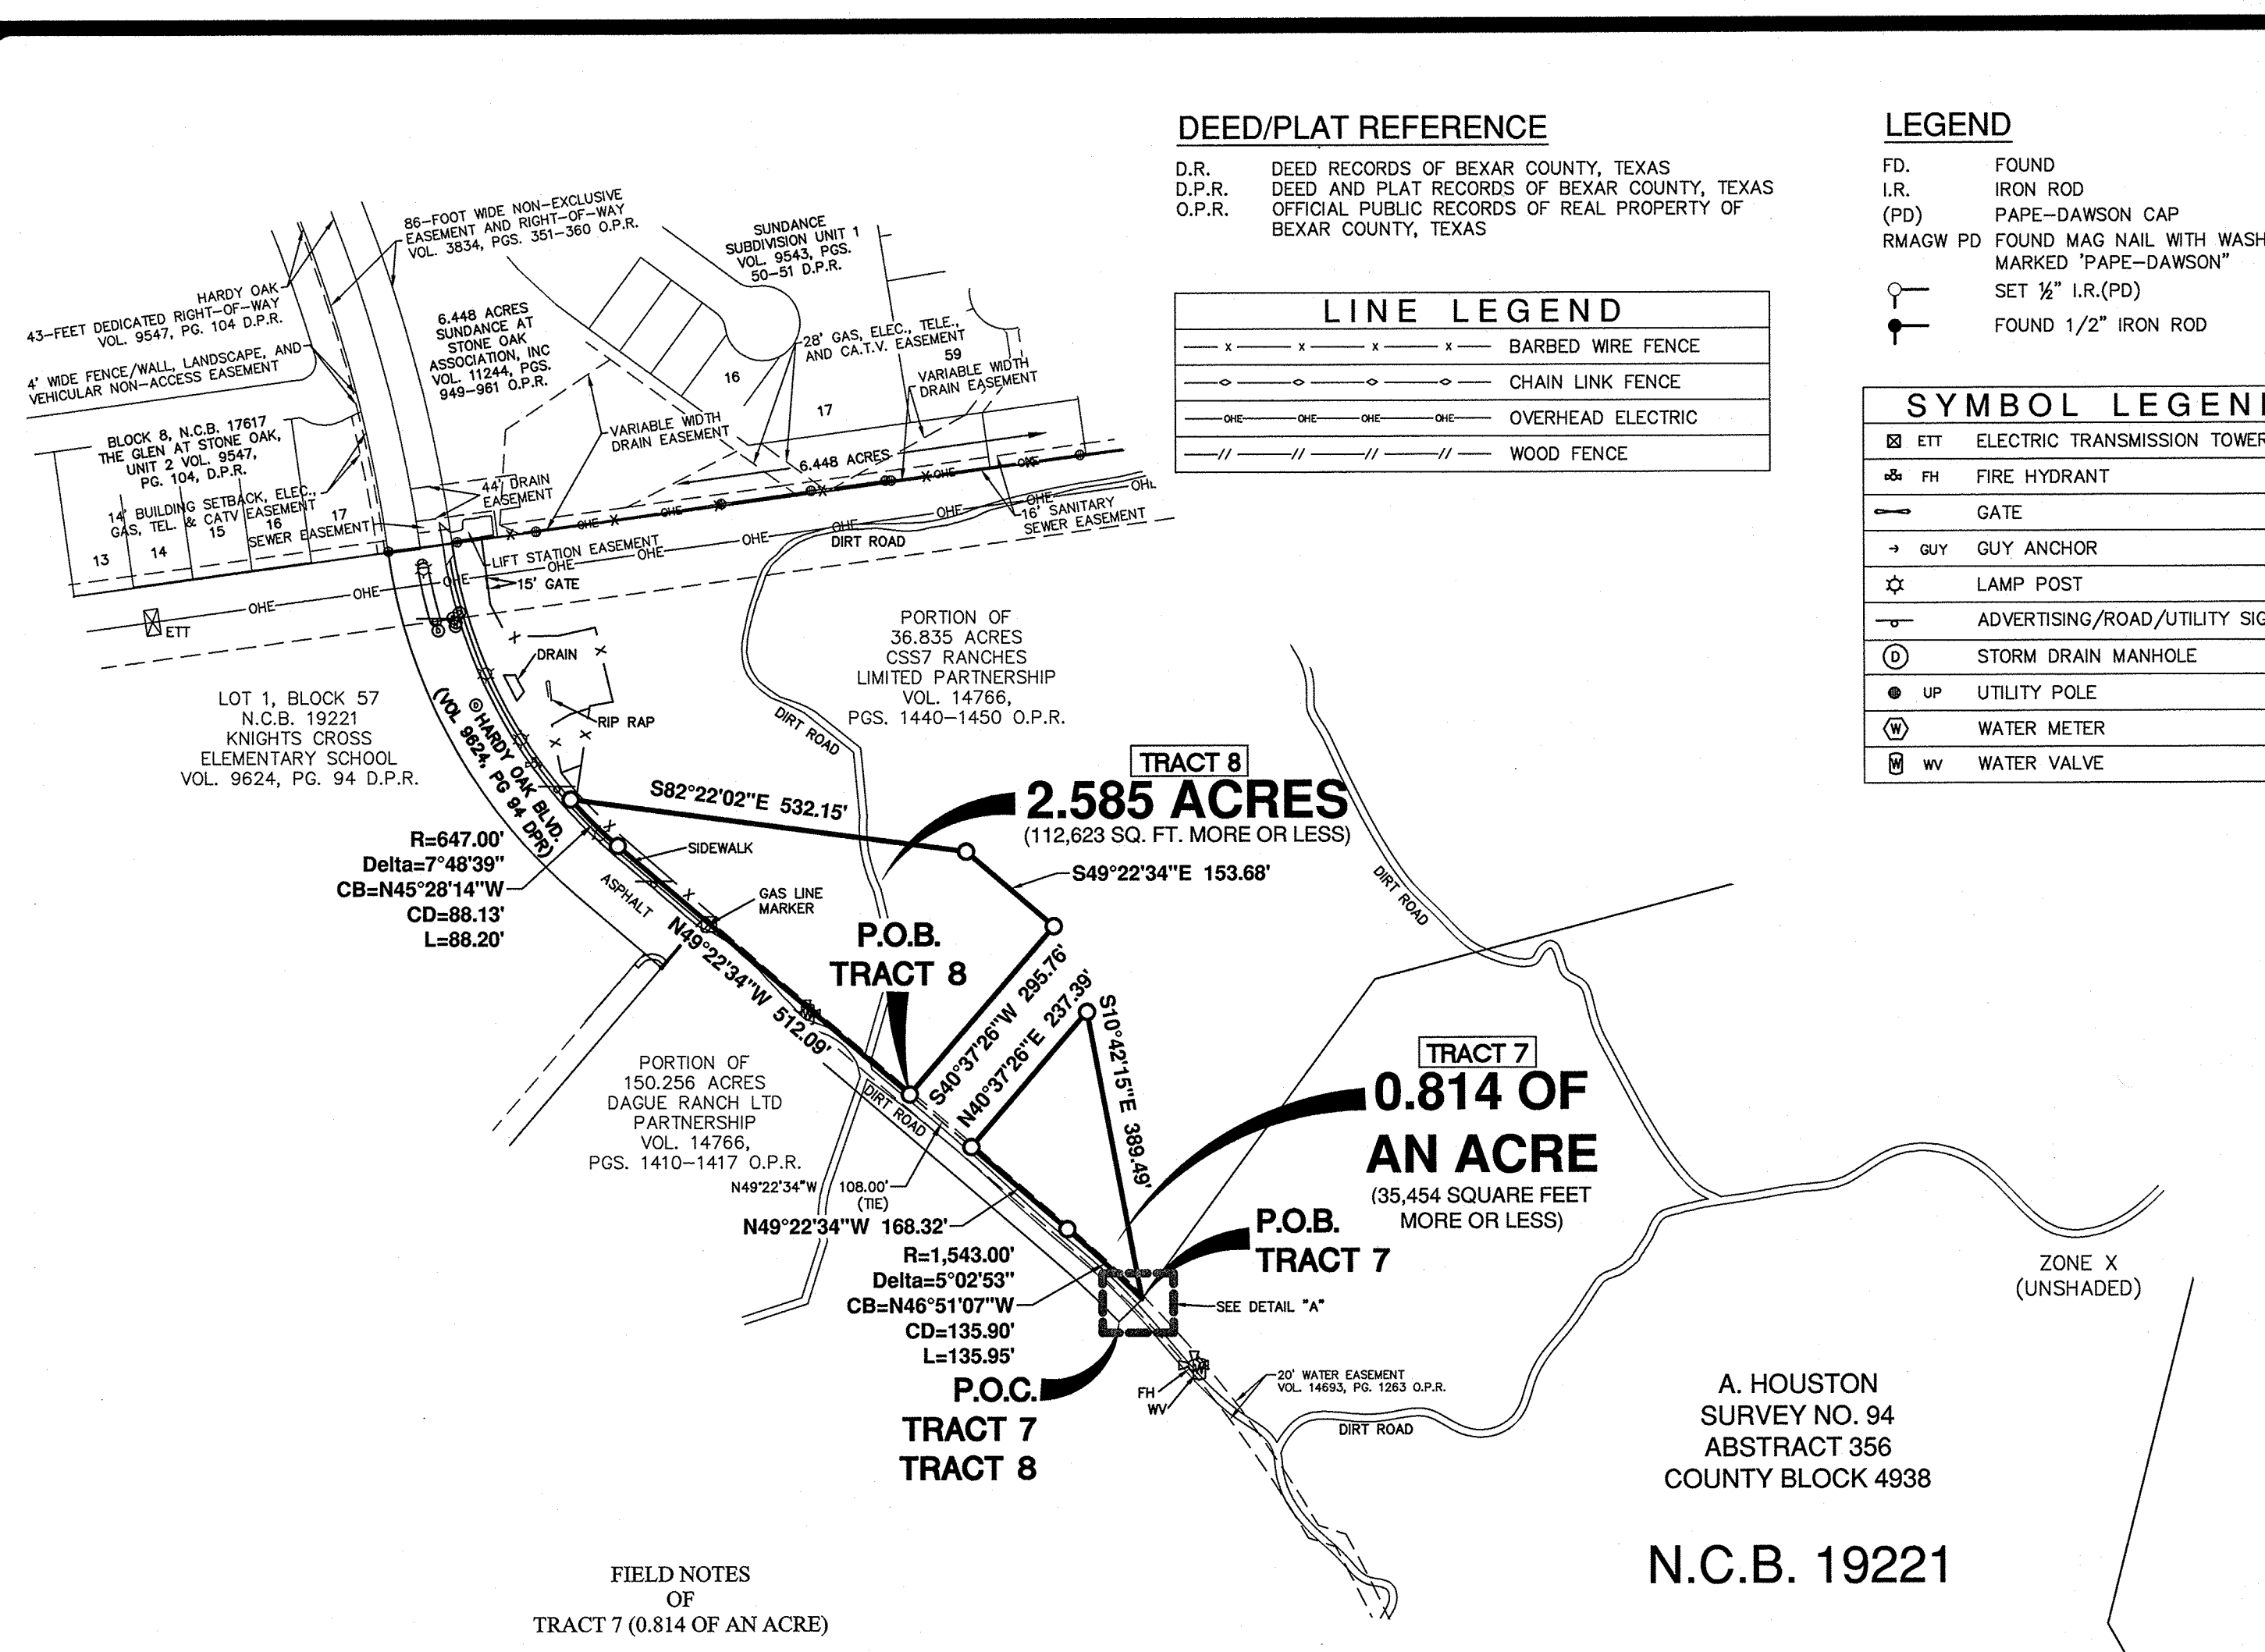 DEED/PLAT REFERENCE
D.R. DEED RECORDS OF BEXAR COUNTY, TEXAS
D.P.R. DEED AND PLAT RECORDS OF BEXAR COUNTY, TEXAS
O.P.R. OFFICIAL PUBLIC RECORDS OF REAL PROPERTY OF
BEXAR COUNTY, TEXAS
LINE LEGEND
x x x x BARBED WIRE FENCE
CHAIN LINK FENCE
OHE OHE OHE OHE OVERHEAD ELECTRIC
// // // // WOOD FENCE
LEGEND
FD. FOUND
I.R. IRON ROD
(PD) PAPE-DAWSON CAP
RMAGW PD FOUND MAG NAIL WITH WASH
MARKED 'PAPE-DAWSON"
SET ½" I.R.(PD)
FOUND 1/2" IRON ROD
SYMBOL LEGEN
ETT ELECTRIC TRANSMISSION TOWER
FH FIRE HYDRANT
GATE
GUY GUY ANCHOR
LAMP POST
ADVERTISING/ROAD/UTILITY SIG
D STORM DRAIN MANHOLE
UP UTILITY POLE
W WATER METER
W WV WATER VALVE
86-FOOT WIDE NON-EXCLUSIVE
EASEMENT AND RIGHT-OF-WAY
VOL. 3834, PGS. 351-360 O.P.R.
SUNDANCE
SUBDIVISION UNIT 1
VOL. 9543, PGS.
50-51 D.P.R.
HARDY OAK
43-FEET DEDICATED RIGHT-OF-WAY
VOL. 9547, PG. 104 D.P.R.
4' WIDE FENCE/WALL, LANDSCAPE, AND
VEHICULAR NON-ACCESS EASEMENT
6.448 ACRES
SUNDANCE AT
STONE OAK
ASSOCIATION, INC
VOL. 11244, PGS.
949-961 O.P.R.
28' GAS, ELEC., TELE.,
AND CA.T.V. EASEMENT
59
VARIABLE WIDTH
DRAIN EASEMENT
16
17
VARIABLE WIDTH
DRAIN EASEMENT
6.448 ACRES
BLOCK 8, N.C.B. 17617
THE GLEN AT STONE OAK,
UNIT 2 VOL. 9547,
PG. 104, D.P.R.
14' BUILDING SETBACK, ELEC.,
GAS, TEL. & CATV EASEMENT
SEWER EASEMENT
13
14
15
16
17
44' DRAIN
EASEMENT
LIFT STATION EASEMENT
15' GATE
16' SANITARY
SEWER EASEMENT
OHE OHE OHE OHE
OHE OHE OHE OHE OHE OHE OHE OHE OHE
DIRT ROAD
ETT
DRAIN
RIP RAP
LOT 1, BLOCK 57
N.C.B. 19221
KNIGHTS CROSS
ELEMENTARY SCHOOL
VOL. 9624, PG. 94 D.P.R.
HARDY OAK BLVD.
(VOL 9624, PG 94 DPR)
PORTION OF
36.835 ACRES
CSS7 RANCHES
LIMITED PARTNERSHIP
VOL. 14766,
PGS. 1440-1450 O.P.R.
DIRT ROAD
TRACT 8
2.585 ACRES
(112,623 SQ. FT. MORE OR LESS)
S82°22'02"E 532.15'
S49°22'34"E 153.68'
R=647.00'
Delta=7°48'39"
CB=N45°28'14"W
CD=88.13'
L=88.20'
SIDEWALK
ASPHALT
GAS LINE
MARKER
N49°22'34"W 512.09'
P.O.B.
TRACT 8
S40°37'26"W 295.76'
N40°37'26"E 237.39'
S10°42'15"E 389.49'
DIRT ROAD
TRACT 7
0.814 OF
AN ACRE
(35,454 SQUARE FEET
MORE OR LESS)
PORTION OF
150.256 ACRES
DAGUE RANCH LTD
PARTNERSHIP
VOL. 14766,
PGS. 1410-1417 O.P.R.
DIRT ROAD
N49°22'34"W 108.00'
(TIE)
N49°22'34"W 168.32'
R=1,543.00'
Delta=5°02'53"
CB=N46°51'07"W
CD=135.90'
L=135.95'
P.O.B.
TRACT 7
SEE DETAIL "A"
P.O.C.
TRACT 7
TRACT 8
FH
WV
20' WATER EASEMENT
VOL. 14693, PG. 1263 O.P.R.
DIRT ROAD
ZONE X
(UNSHADED)
A. HOUSTON
SURVEY NO. 94
ABSTRACT 356
COUNTY BLOCK 4938
N.C.B. 19221
FIELD NOTES
OF
TRACT 7 (0.814 OF AN ACRE)